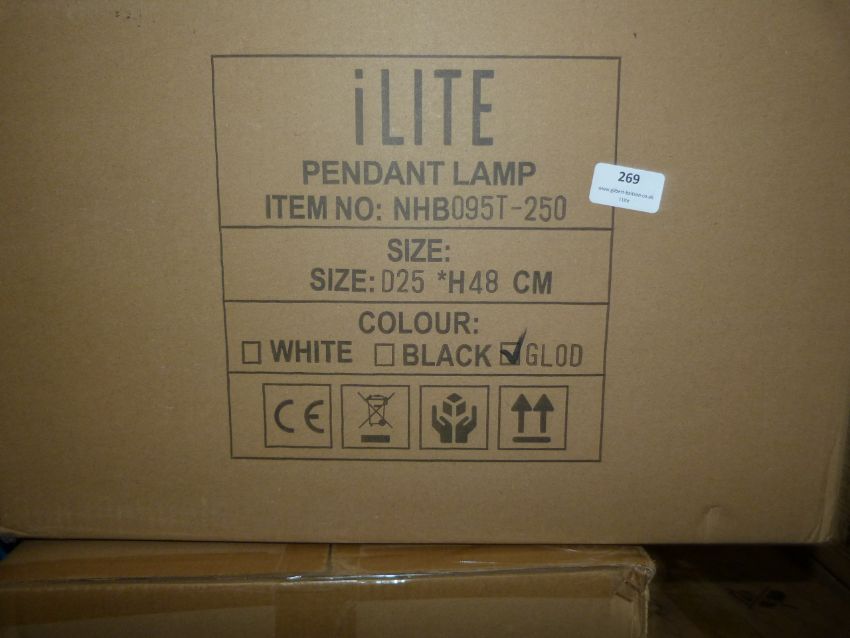 iLITE
PENDANT LAMP
ITEM NO: NHB095T-250
SIZE:
SIZE: D25 *H48 CM
COLOUR:
WHITE BLACK GLOD
CE
269